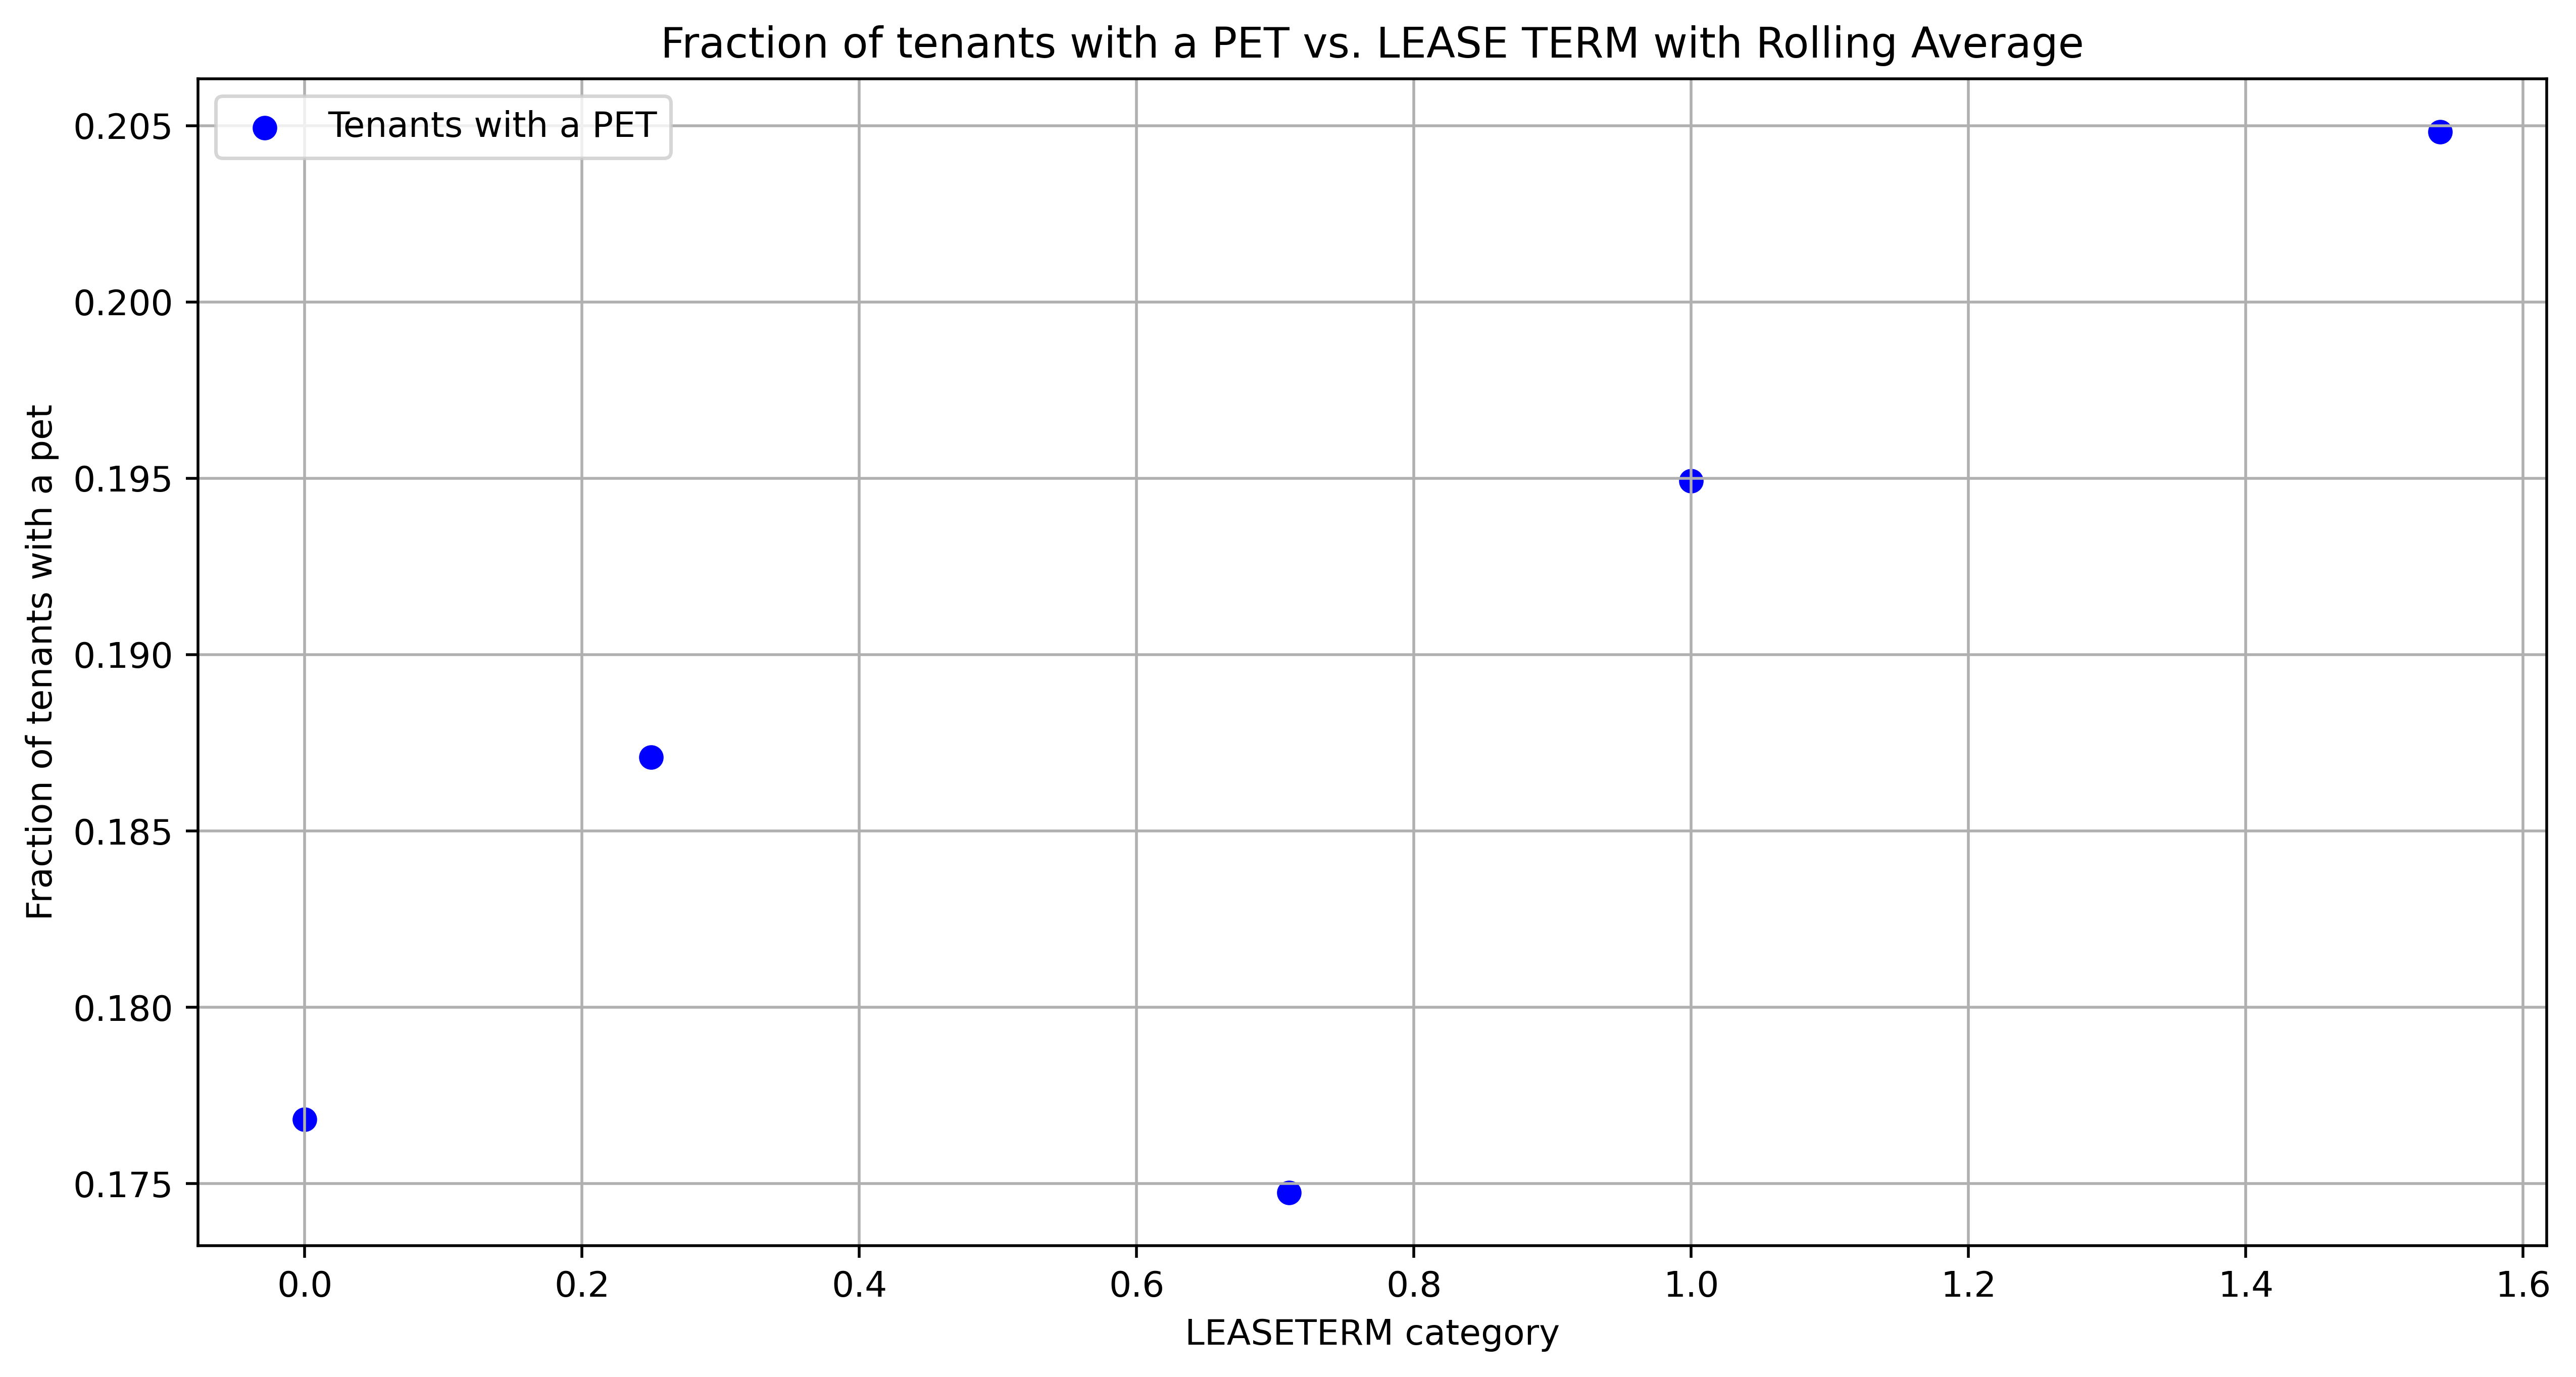 Fraction of tenants with a PET vs. LEASE TERM with Rolling Average
Tenants with a PET
Fraction of tenants with a pet
0.205
0.200
0.195
0.190
0.185
0.180
0.175
0.0 0.2 0.4 0.6 0.8 1.0 1.2 1.4 1.6
LEASETERM category